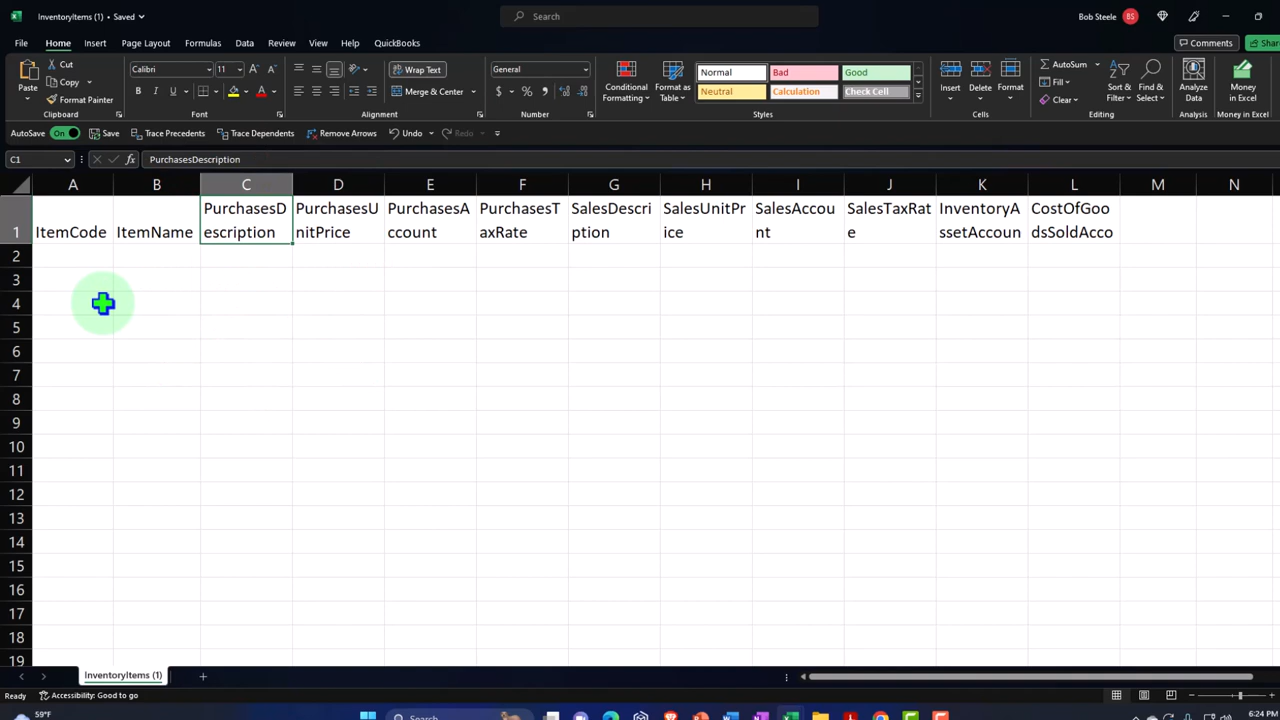 InventoryItems (1) • Saved
Search
Bob Steele BS
File Home Insert Page Layout Formulas Data Review View Help QuickBooks
Comments
Paste Cut Copy Format Painter
Calibri 11
B I U
Wrap Text
Merge & Center
General
$ % 9
Conditional Formatting
Format as Table
Normal Bad Good
Neutral Calculation Check Cell
Insert Delete Format
AutoSum Fill Clear
Sort & Filter
Find & Select
Analyze Data
Money in Excel
Clipboard Font Alignment Number Styles Cells Editing Analysis Money in Excel
AutoSave On Save Trace Precedents Trace Dependents Remove Arrows Undo Redo
C1 fx PurchasesDescription
A B C D E F G H I J K L M N
1 ItemCode ItemName PurchasesDescription PurchasesUnitPrice PurchasesAccount PurchasesTaxRate SalesDescription SalesUnitPrice SalesAccount SalesTaxRate InventoryAssetAccoun CostOfGoodsSoldAcco
2
3
4
5
6
7
8
9
10
11
12
13
14
15
16
17
18
19
InventoryItems (1)
Ready Accessibility: Good to go
59°F
Search
6:24 PM